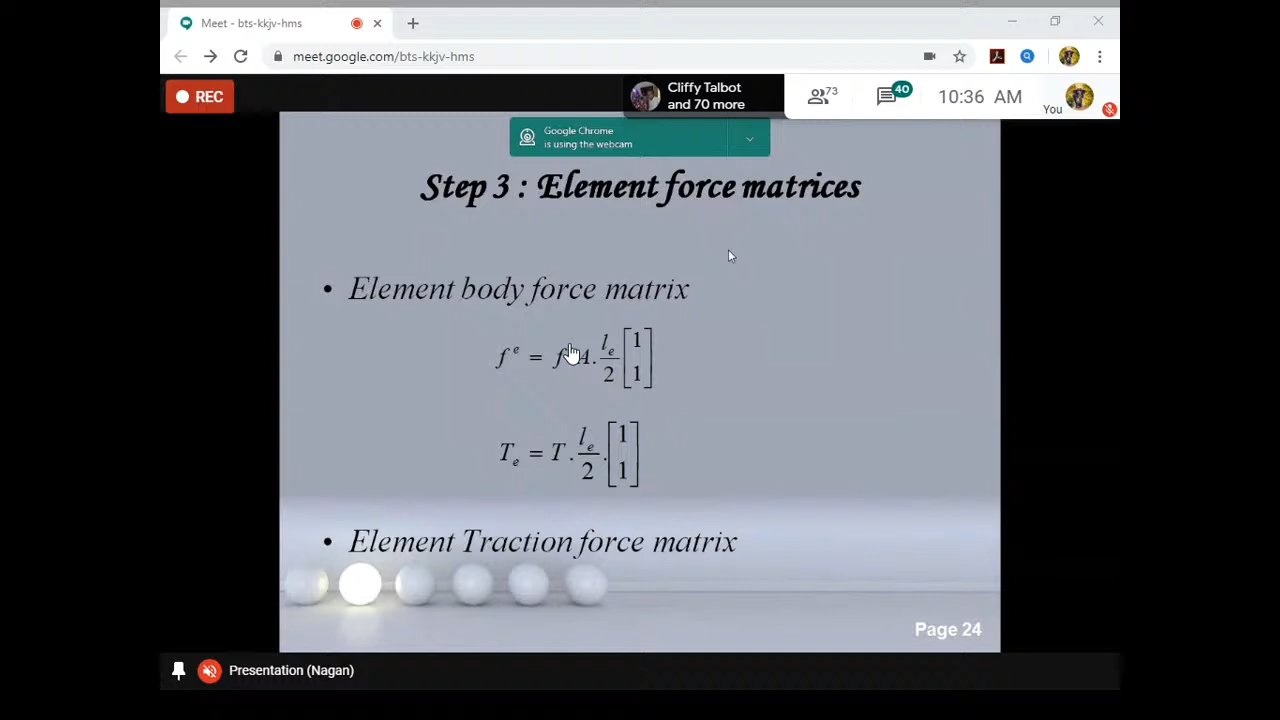 Meet - bts-kkjv-hms
meet.google.com/bts-kkjv-hms
REC
Cliffy Talbot
and 70 more
73
40
10:36 AM
You
Google Chrome
is using the webcam
Step 3 : Element force matrices
• Element body force matrix
f^e = f A . l_e/2 [1 1]
T_e = T . l_e/2 . [1 1]
• Element Traction force matrix
Page 24
Presentation (Nagan)